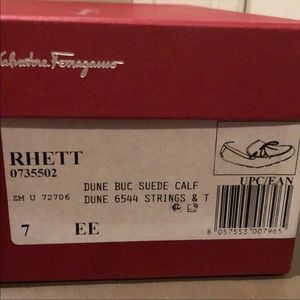 Salvatore Ferragamo
RHETT
0735502
UPC/EAN
DUNE BUC SUEDE CALF
ZM U 72706
DUNE 6544 STRINGS & T
7 EE
8 057553 007965